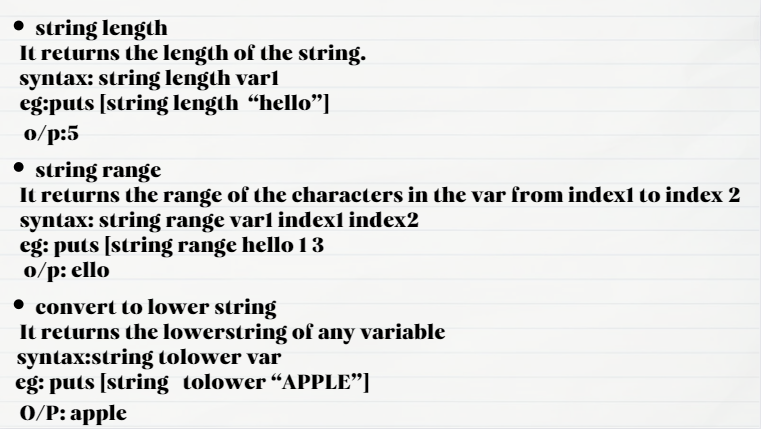 • string length
It returns the length of the string.
syntax: string length var1
eg:puts [string length “hello”]
o/p:5
• string range
It returns the range of the characters in the var from index1 to index 2
syntax: string range var1 index1 index2
eg: puts [string range hello 1 3
o/p: ello
• convert to lower string
It returns the lowerstring of any variable
syntax:string tolower var
eg: puts [string tolower “APPLE”]
O/P: apple